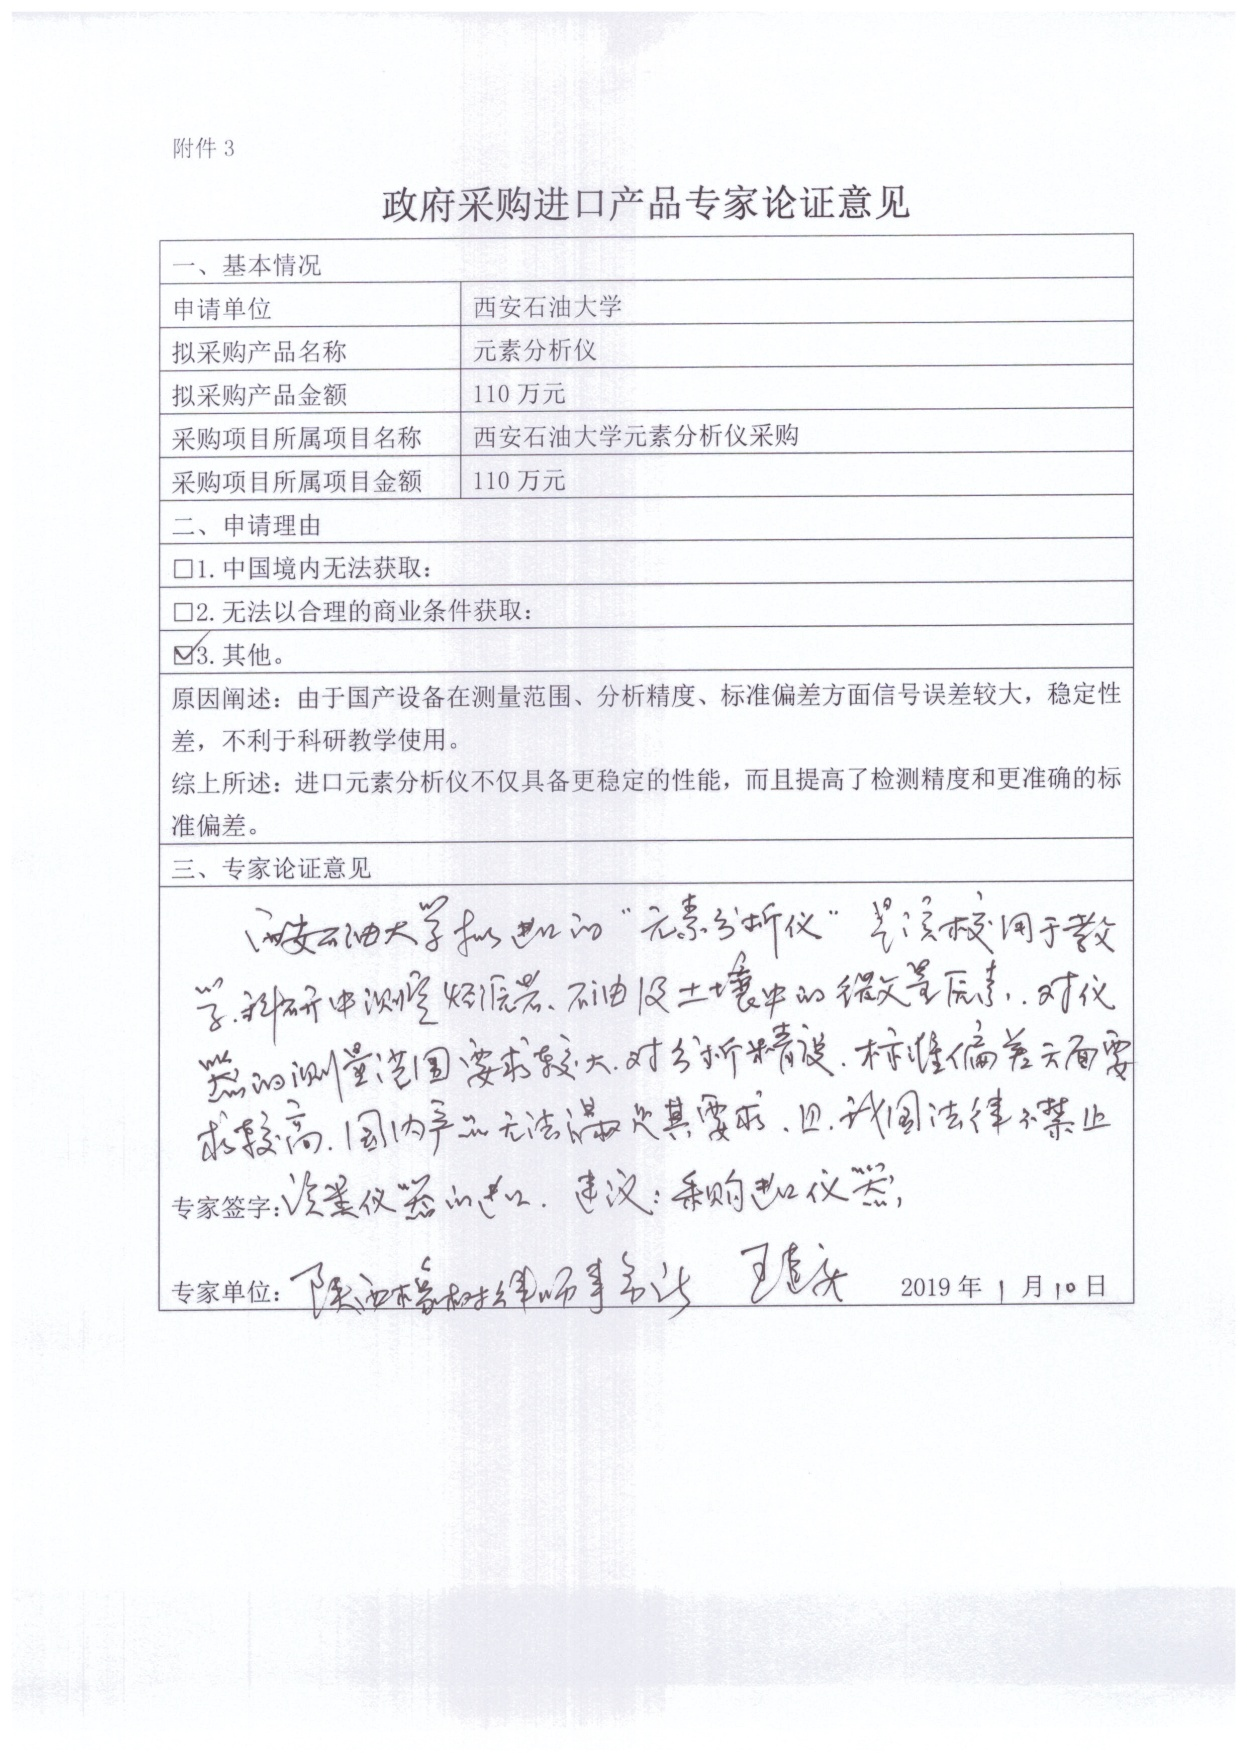 附件 3
政府采购进口产品专家论证意见
一、基本情况
申请单位 西安石油大学
拟采购产品名称 元素分析仪
拟采购产品金额 110 万元
采购项目所属项目名称 西安石油大学元素分析仪采购
采购项目所属项目金额 110 万元
二、申请理由
□1. 中国境内无法获取：
□2. 无法以合理的商业条件获取：
☑3. 其他。
原因阐述：由于国产设备在测量范围、分析精度、标准偏差方面信号误差较大，稳定性
差，不利于科研教学使用。
综上所述：进口元素分析仪不仅具备更稳定的性能，而且提高了检测精度和更准确的标
准偏差。
三、专家论证意见
西安石油大学拟进口的“元素分析仪”是该校用于教
学、科研中测定烃源岩、石油及土壤中的微量元素，对仪
器的测量范围要求较大，对分析精度、标准偏差方面要
求较高，国内产品无法满足其要求，且我国法律不禁止
专家签字：该类仪器的进口，建议：采购进口仪器，
专家单位：陕西橡树律师事务所 王建 2019 年 1 月 10 日